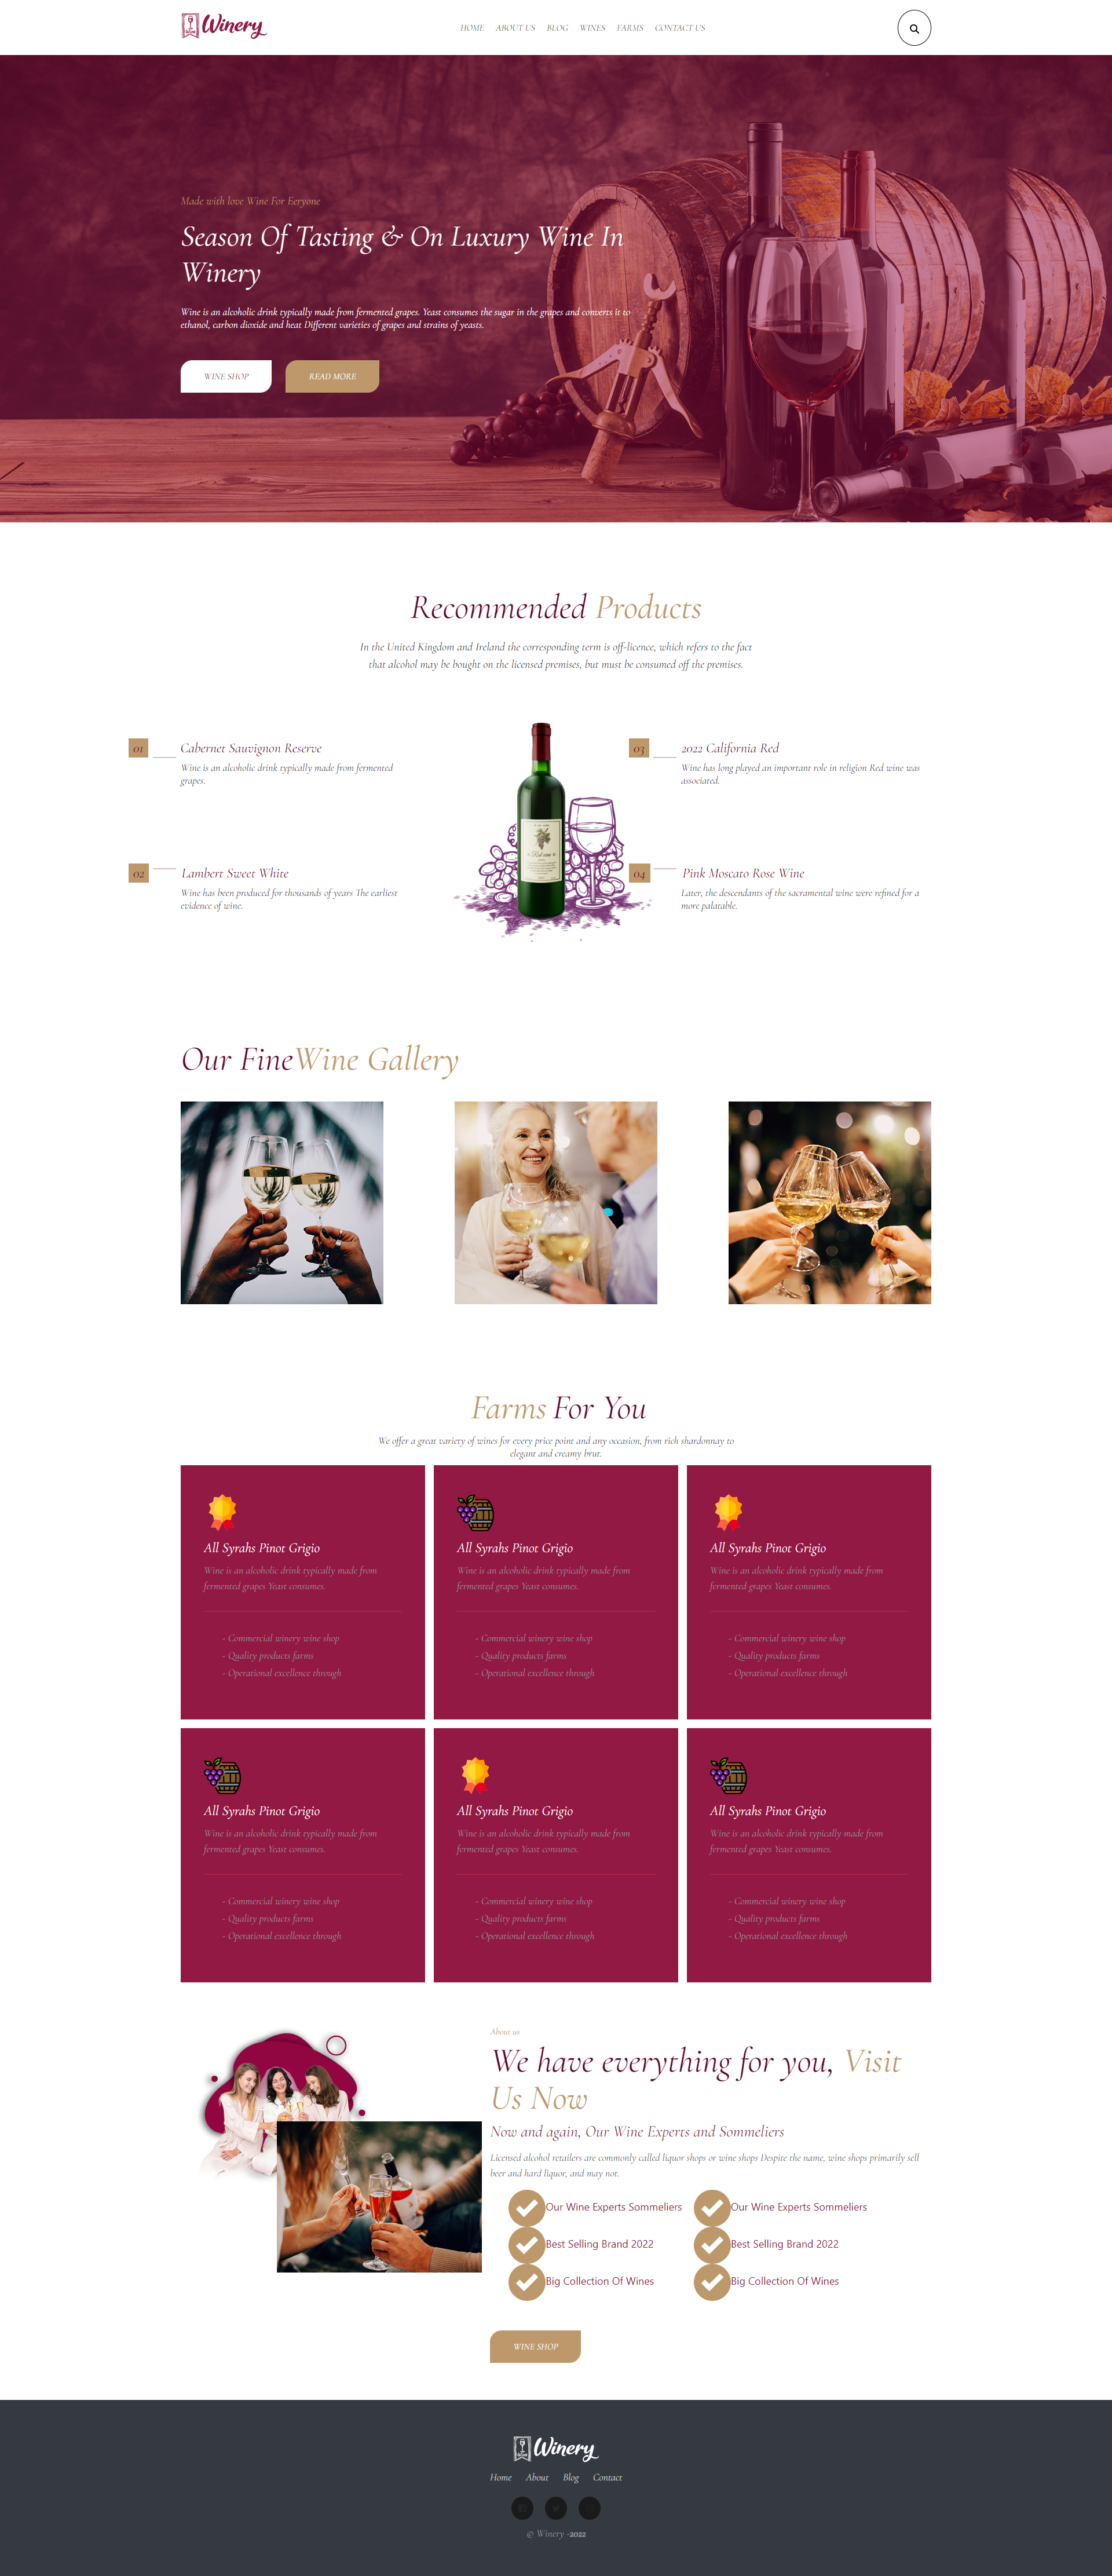 Winery
HOME ABOUT US BLOG WINES FARMS CONTACT US
Made with love Wine For Eeryone
Season Of Tasting & On Luxury Wine In
Winery
Wine is an alcoholic drink typically made from fermented grapes. Yeast consumes the sugar in the grapes and converts it to
ethanol, carbon dioxide and heat Different varieties of grapes and strains of yeasts.
WINE SHOP
READ MORE
Recommended Products
In the United Kingdom and Ireland the corresponding term is off-licence, which refers to the fact
that alcohol may be bought on the licensed premises, but must be consumed off the premises.
01
Cabernet Sauvignon Reserve
Wine is an alcoholic drink typically made from fermented
grapes.
02
Lambert Sweet White
Wine has been produced for thousands of years The earliest
evidence of wine.
Red wine
03
2022 California Red
Wine has long played an important role in religion Red wine was
associated.
04
Pink Moscato Rose Wine
Later, the descendants of the sacramental wine were refined for a
more palatable.
Our FineWine Gallery
Farms For You
We offer a great variety of wines for every price point and any occasion, from rich shardonnay to
elegant and creamy brut.
All Syrahs Pinot Grigio
Wine is an alcoholic drink typically made from
fermented grapes Yeast consumes.
- Commercial winery wine shop
- Quality products farms
- Operational excellence through
All Syrahs Pinot Grigio
Wine is an alcoholic drink typically made from
fermented grapes Yeast consumes.
- Commercial winery wine shop
- Quality products farms
- Operational excellence through
All Syrahs Pinot Grigio
Wine is an alcoholic drink typically made from
fermented grapes Yeast consumes.
- Commercial winery wine shop
- Quality products farms
- Operational excellence through
All Syrahs Pinot Grigio
Wine is an alcoholic drink typically made from
fermented grapes Yeast consumes.
- Commercial winery wine shop
- Quality products farms
- Operational excellence through
All Syrahs Pinot Grigio
Wine is an alcoholic drink typically made from
fermented grapes Yeast consumes.
- Commercial winery wine shop
- Quality products farms
- Operational excellence through
All Syrahs Pinot Grigio
Wine is an alcoholic drink typically made from
fermented grapes Yeast consumes.
- Commercial winery wine shop
- Quality products farms
- Operational excellence through
About us
We have everything for you, Visit
Us Now
Now and again, Our Wine Experts and Sommeliers
Licensed alcohol retailers are commonly called liquor shops or wine shops Despite the name, wine shops primarily sell
beer and hard liquor, and may not.
Our Wine Experts Sommeliers
Best Selling Brand 2022
Big Collection Of Wines
Our Wine Experts Sommeliers
Best Selling Brand 2022
Big Collection Of Wines
WINE SHOP
Winery
Home About Blog Contact
© Winery -2022